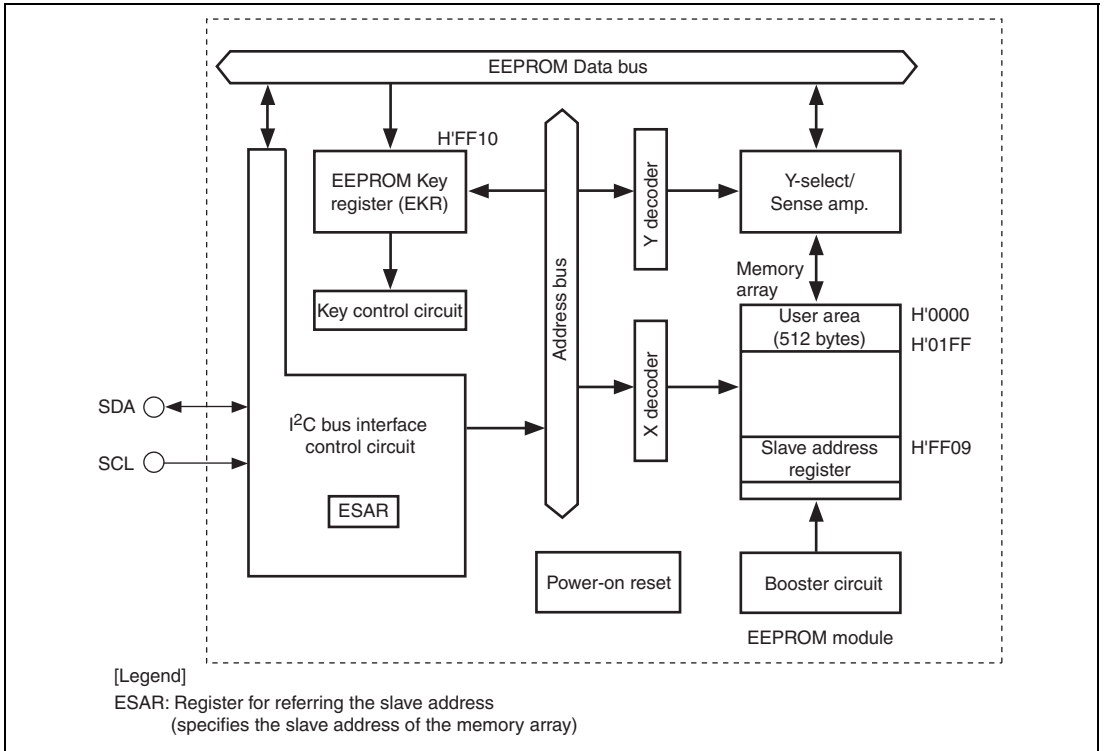 EEPROM Data bus
H'FF10
EEPROM Key
register (EKR)
Y decoder
Y-select/
Sense amp.
Key control circuit
Address bus
Memory
array
User area
(512 bytes)
H'0000
H'01FF
X decoder
SDA
SCL
I2C bus interface
control circuit
Slave address
register
H'FF09
ESAR
Power-on reset
Booster circuit
EEPROM module
[Legend]
ESAR: Register for referring the slave address
(specifies the slave address of the memory array)